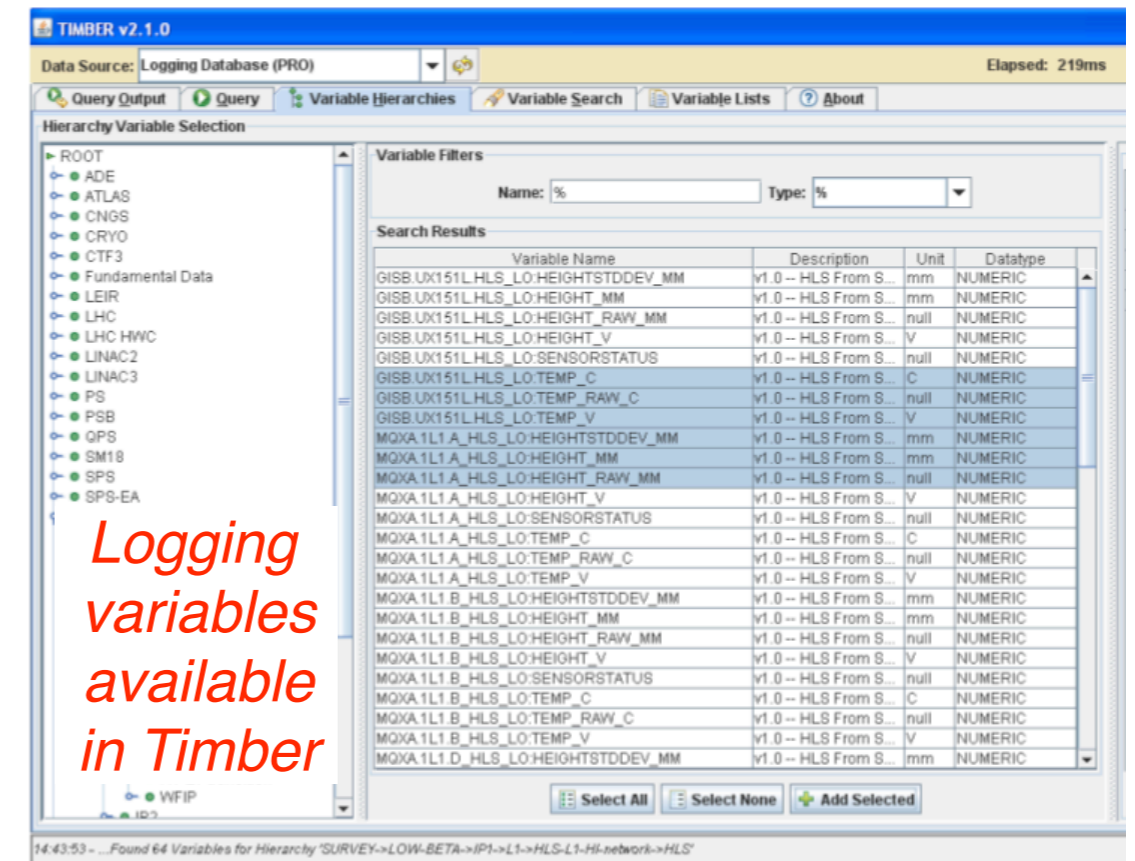 TIMBER v2.1.0
Data Source: Logging Database (PRO) Elapsed: 219ms
Query Output Query Variable Hierarchies Variable Search Variable Lists About
Hierarchy Variable Selection
ROOT
ADE
ATLAS
CNGS
CRYO
CTF3
Fundamental Data
LEIR
LHC
LHC HWC
LINAC2
LINAC3
PS
PSB
QPS
SM18
SPS
SPS-EA
Logging
variables
available
in Timber
WFIP
IP2
Variable Filters
Name: % Type: %
Search Results
Variable Name Description Unit Datatype
GISB.UX151L.HLS_LO:HEIGHTSTDDEV_MM v1.0 -- HLS From S... mm NUMERIC
GISB.UX151L.HLS_LO:HEIGHT_MM v1.0 -- HLS From S... mm NUMERIC
GISB.UX151L.HLS_LO:HEIGHT_RAW_MM v1.0 -- HLS From S... null NUMERIC
GISB.UX151L.HLS_LO:HEIGHT_V v1.0 -- HLS From S... V NUMERIC
GISB.UX151L.HLS_LO:SENSORSTATUS v1.0 -- HLS From S... null NUMERIC
GISB.UX151L.HLS_LO:TEMP_C v1.0 -- HLS From S... C NUMERIC
GISB.UX151L.HLS_LO:TEMP_RAW_C v1.0 -- HLS From S... null NUMERIC
GISB.UX151L.HLS_LO:TEMP_V v1.0 -- HLS From S... V NUMERIC
MQXA.1L1.A_HLS_LO:HEIGHTSTDDEV_MM v1.0 -- HLS From S... mm NUMERIC
MQXA.1L1.A_HLS_LO:HEIGHT_MM v1.0 -- HLS From S... mm NUMERIC
MQXA.1L1.A_HLS_LO:HEIGHT_RAW_MM v1.0 -- HLS From S... null NUMERIC
MQXA.1L1.A_HLS_LO:HEIGHT_V v1.0 -- HLS From S... V NUMERIC
MQXA.1L1.A_HLS_LO:SENSORSTATUS v1.0 -- HLS From S... null NUMERIC
MQXA.1L1.A_HLS_LO:TEMP_C v1.0 -- HLS From S... C NUMERIC
MQXA.1L1.A_HLS_LO:TEMP_RAW_C v1.0 -- HLS From S... null NUMERIC
MQXA.1L1.A_HLS_LO:TEMP_V v1.0 -- HLS From S... V NUMERIC
MQXA.1L1.B_HLS_LO:HEIGHTSTDDEV_MM v1.0 -- HLS From S... mm NUMERIC
MQXA.1L1.B_HLS_LO:HEIGHT_MM v1.0 -- HLS From S... mm NUMERIC
MQXA.1L1.B_HLS_LO:HEIGHT_RAW_MM v1.0 -- HLS From S... null NUMERIC
MQXA.1L1.B_HLS_LO:HEIGHT_V v1.0 -- HLS From S... V NUMERIC
MQXA.1L1.B_HLS_LO:SENSORSTATUS v1.0 -- HLS From S... null NUMERIC
MQXA.1L1.B_HLS_LO:TEMP_C v1.0 -- HLS From S... C NUMERIC
MQXA.1L1.B_HLS_LO:TEMP_RAW_C v1.0 -- HLS From S... null NUMERIC
MQXA.1L1.B_HLS_LO:TEMP_V v1.0 -- HLS From S... V NUMERIC
MQXA.1L1.D_HLS_LO:HEIGHTSTDDEV_MM v1.0 -- HLS From S... mm NUMERIC
Select All Select None Add Selected
14:43:53 - ...Found 64 Variables for Hierarchy 'SURVEY->LOW-BETA->IP1->L1->HLS-L1-HI-network->HLS'